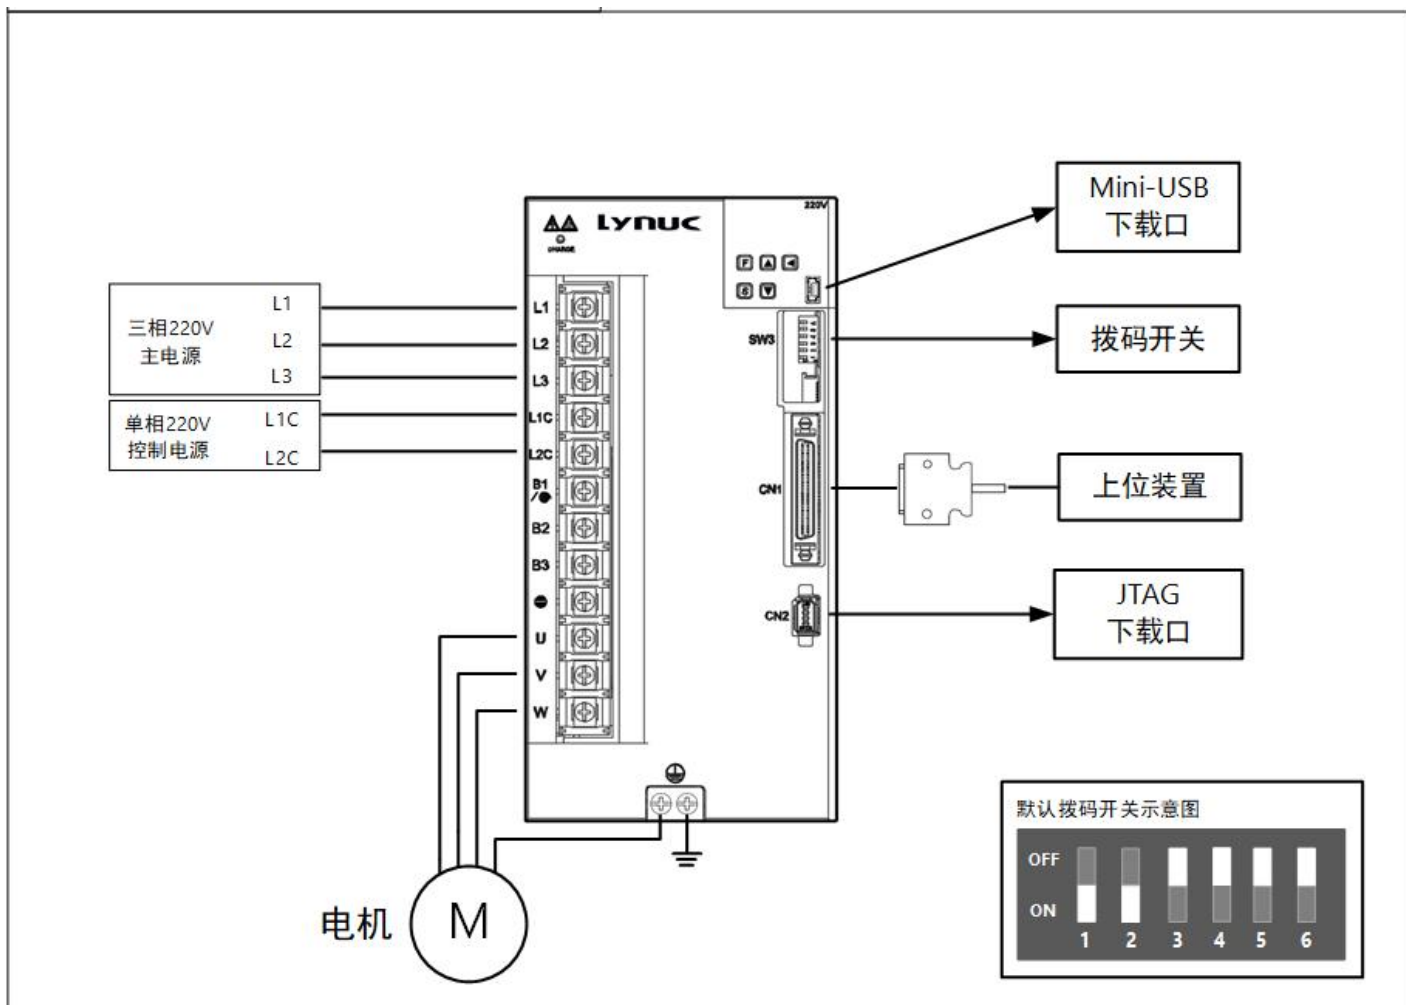 220V
Lynuc
CHARGE
F
S
Mini-USB
下载口
三相220V
主电源
L1
L2
L3
单相220V
控制电源
L1C
L2C
L1
L2
L3
L1C
L2C
B1
/
B2
B3
U
V
W
SW3
拨码开关
CN1
上位装置
CN2
JTAG
下载口
电机
M
默认拨码开关示意图
OFF
ON
1 2 3 4 5 6